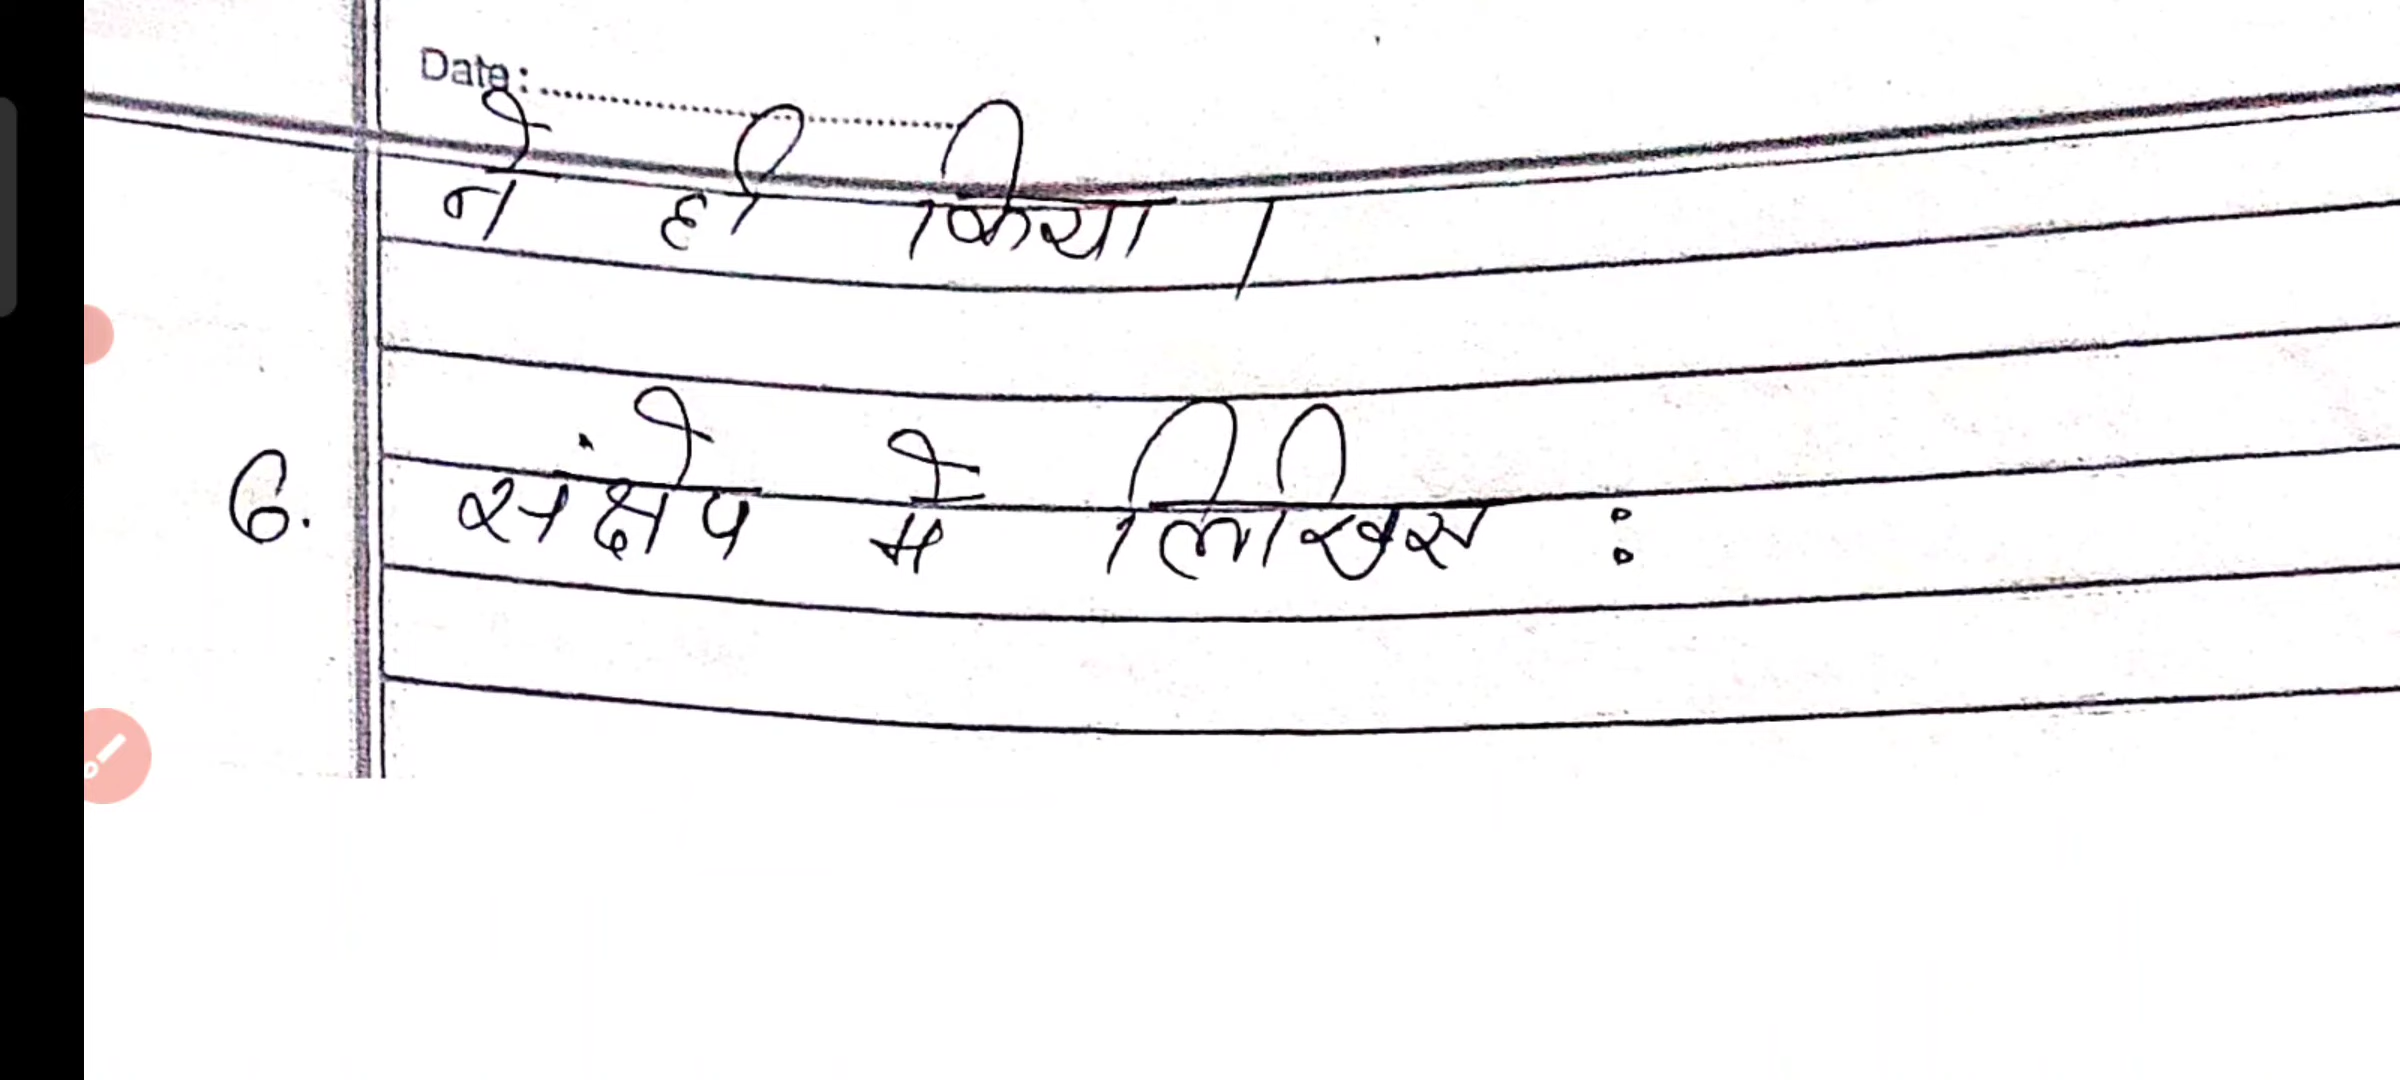 Date:
ने ही किया ।
6. संक्षेप में लिखिए :